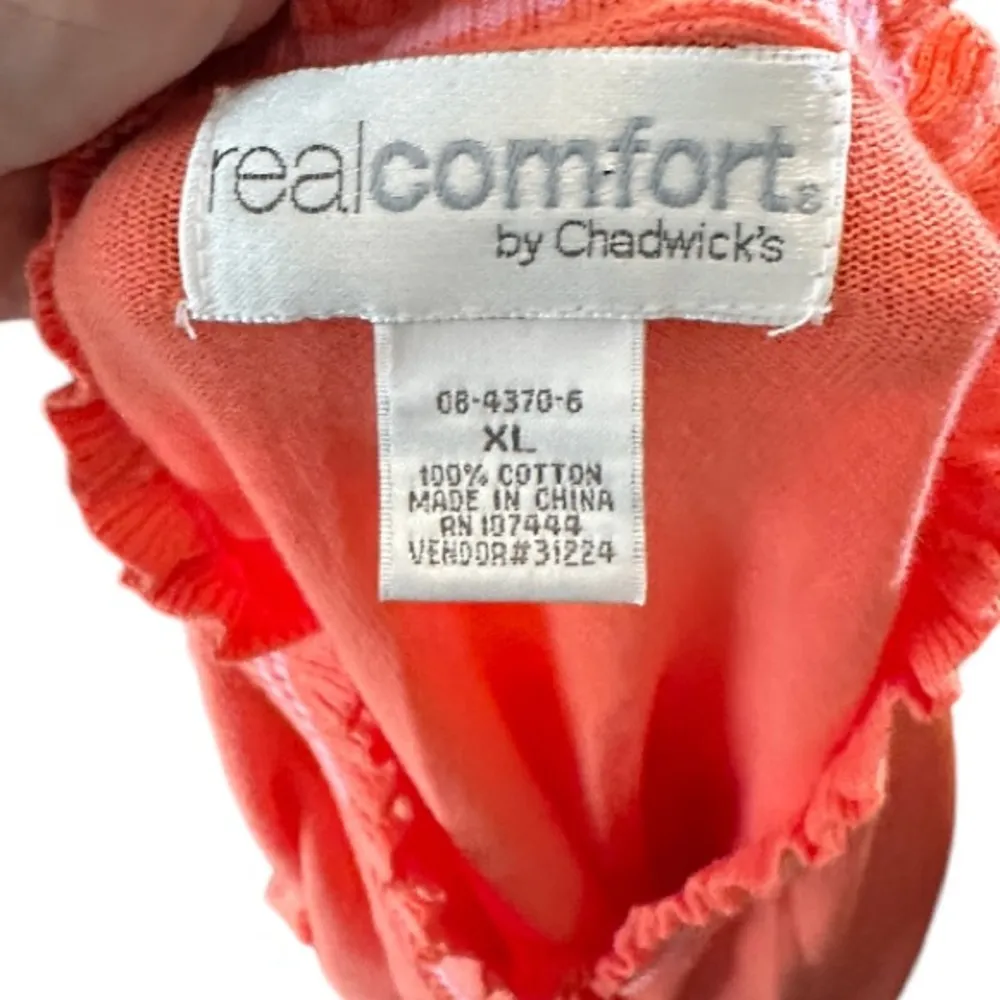 realcomfort®
by Chadwick's
08-4370-6
XL
100% COTTON
MADE IN CHINA
RN 107444
VENDOR#31224